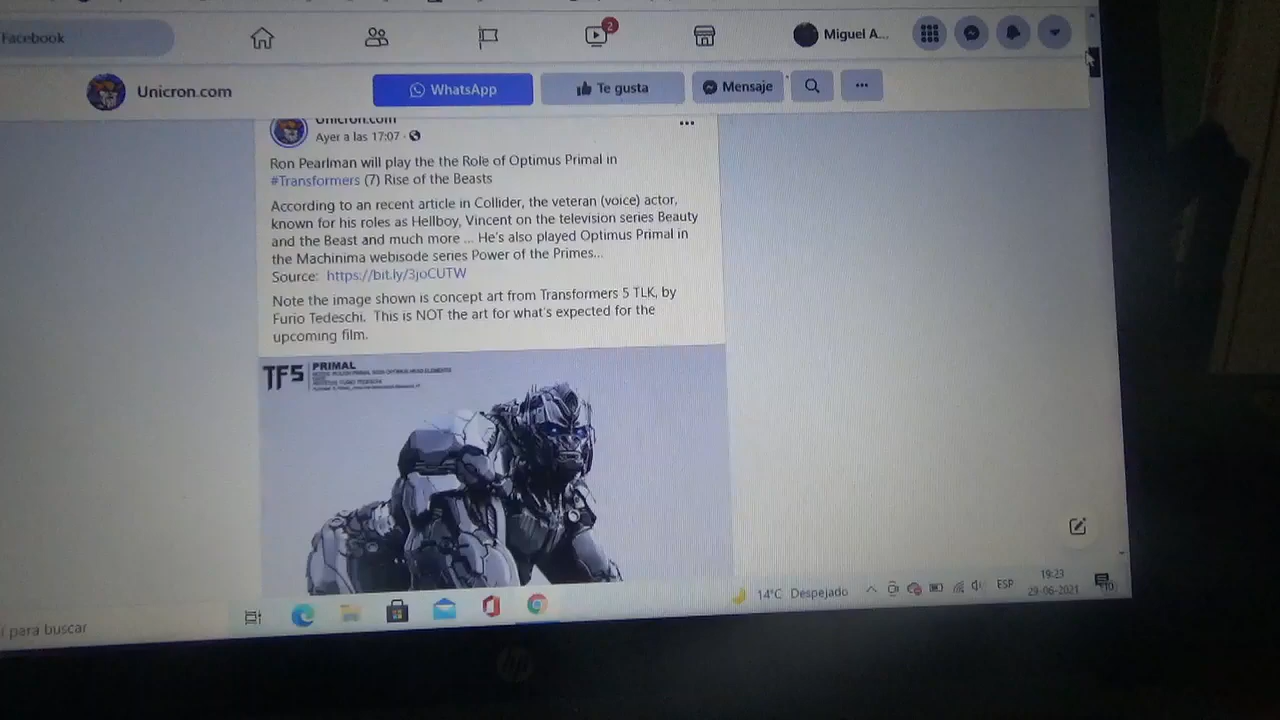 Facebook
2
Miguel A...
Unicron.com
WhatsApp
Te gusta
Mensaje
Unicron.com
Ayer a las 17:07 ·
Ron Pearlman will play the the Role of Optimus Primal in
#Transformers (7) Rise of the Beasts
According to an recent article in Collider, the veteran (voice) actor,
known for his roles as Hellboy, Vincent on the television series Beauty
and the Beast and much more ... He's also played Optimus Primal in
the Machinima webisode series Power of the Primes...
Source: https://bit.ly/3joCUTW
Note the image shown is concept art from Transformers 5 TLK, by
Furio Tedeschi. This is NOT the art for what's expected for the
upcoming film.
TF5
PRIMAL
para buscar
14°C Despejado
ESP
19:23
29-06-2021
hp